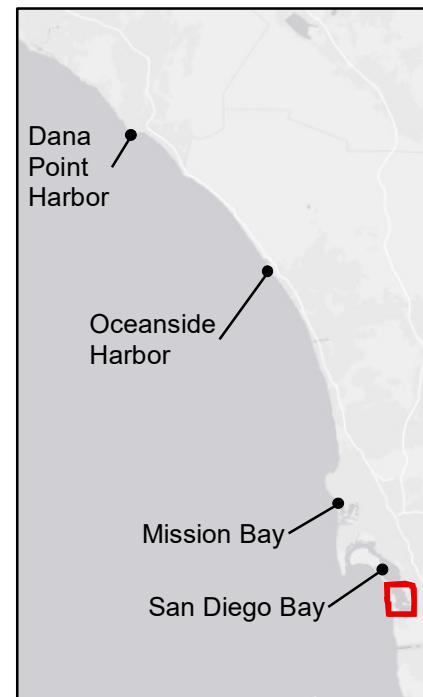 Dana
Point
Harbor
Oceanside
Harbor
Mission Bay
San Diego Bay